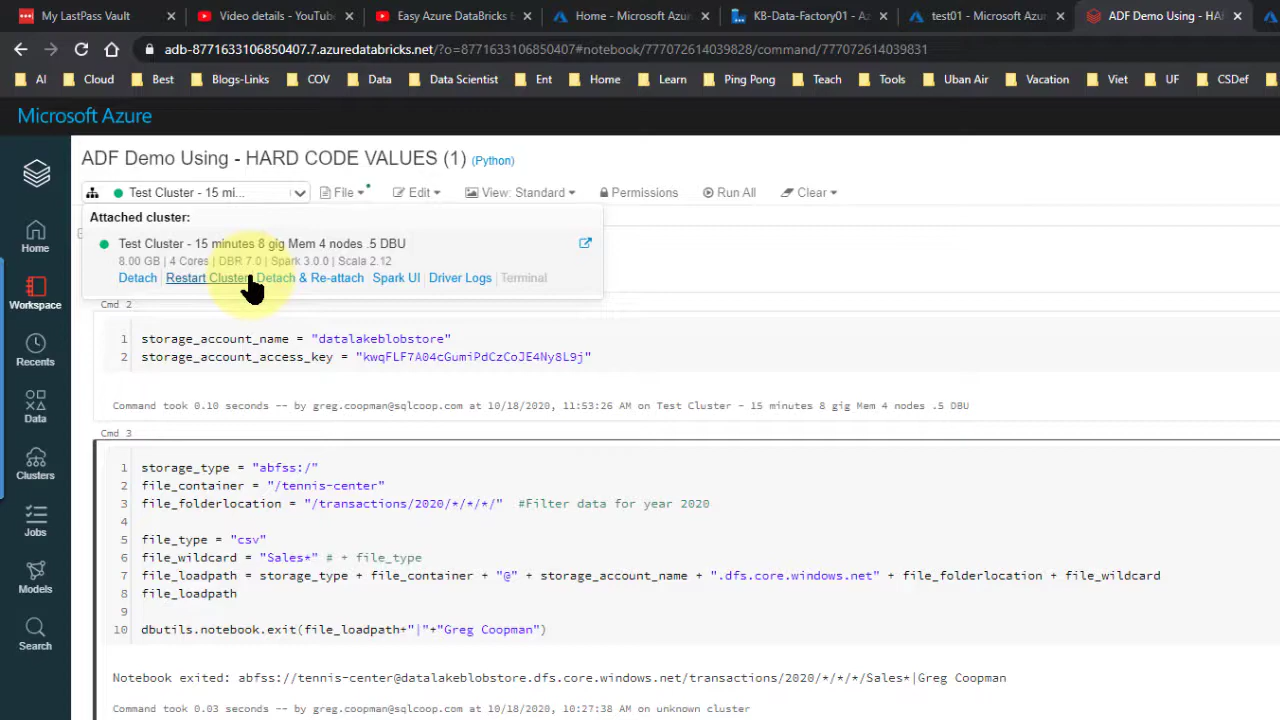 My LastPass Vault
Video details - YouTube
Easy Azure DataBricks E
Home - Microsoft Azure
KB-Data-Factory01 - Az
test01 - Microsoft Azure
ADF Demo Using - HAR
adb-8771633106850407.7.azuredatabricks.net/?o=8771633106850407#notebook/777072614039828/command/777072614039831
AI Cloud Best Blogs-Links COV Data Data Scientist Ent Home Learn Ping Pong Teach Tools Uban Air Vacation Viet UF CSDef
Microsoft Azure
ADF Demo Using - HARD CODE VALUES (1) (Python)
Test Cluster - 15 mi... File Edit View: Standard Permissions Run All Clear
Attached cluster:
Test Cluster - 15 minutes 8 gig Mem 4 nodes .5 DBU
8.00 GB | 4 Cores | DBR 7.0 | Spark 3.0.0 | Scala 2.12
Detach | Restart Cluster Detach & Re-attach Spark UI | Driver Logs | Terminal
Home
Workspace
Recents
Data
Clusters
Jobs
Models
Search
Cmd 2
1 storage_account_name = "datalakeblobstore"
2 storage_account_access_key = "kwqFLF7A04cGumiPdCzCoJE4Ny8L9j"
Command took 0.10 seconds -- by greg.coopman@sqlcoop.com at 10/18/2020, 11:53:26 AM on Test Cluster - 15 minutes 8 gig Mem 4 nodes .5 DBU
Cmd 3
1 storage_type = "abfss:/"
2 file_container = "/tennis-center"
3 file_folderlocation = "/transactions/2020/*/*/*/" #Filter data for year 2020
4
5 file_type = "csv"
6 file_wildcard = "Sales*" # + file_type
7 file_loadpath = storage_type + file_container + "@" + storage_account_name + ".dfs.core.windows.net" + file_folderlocation + file_wildcard
8 file_loadpath
9
10 dbutils.notebook.exit(file_loadpath+"|"+"Greg Coopman")
Notebook exited: abfss://tennis-center@datalakeblobstore.dfs.core.windows.net/transactions/2020/*/*/*/Sales*|Greg Coopman
Command took 0.03 seconds -- by greg.coopman@sqlcoop.com at 10/18/2020, 10:27:38 AM on unknown cluster